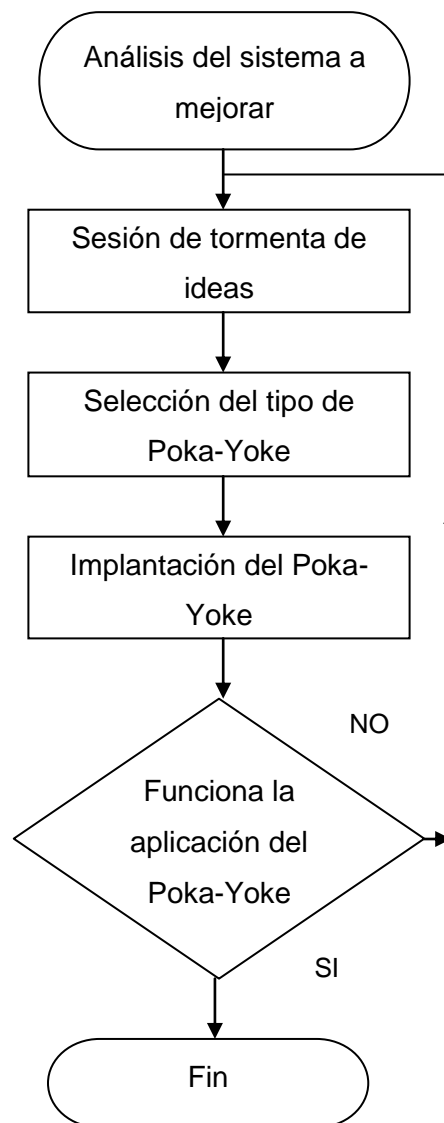 Análisis del sistema a
mejorar
Sesión de tormenta de
ideas
Selección del tipo de
Poka-Yoke
Implantación del Poka-
Yoke
NO
Funciona la
aplicación del
Poka-Yoke
SI
Fin